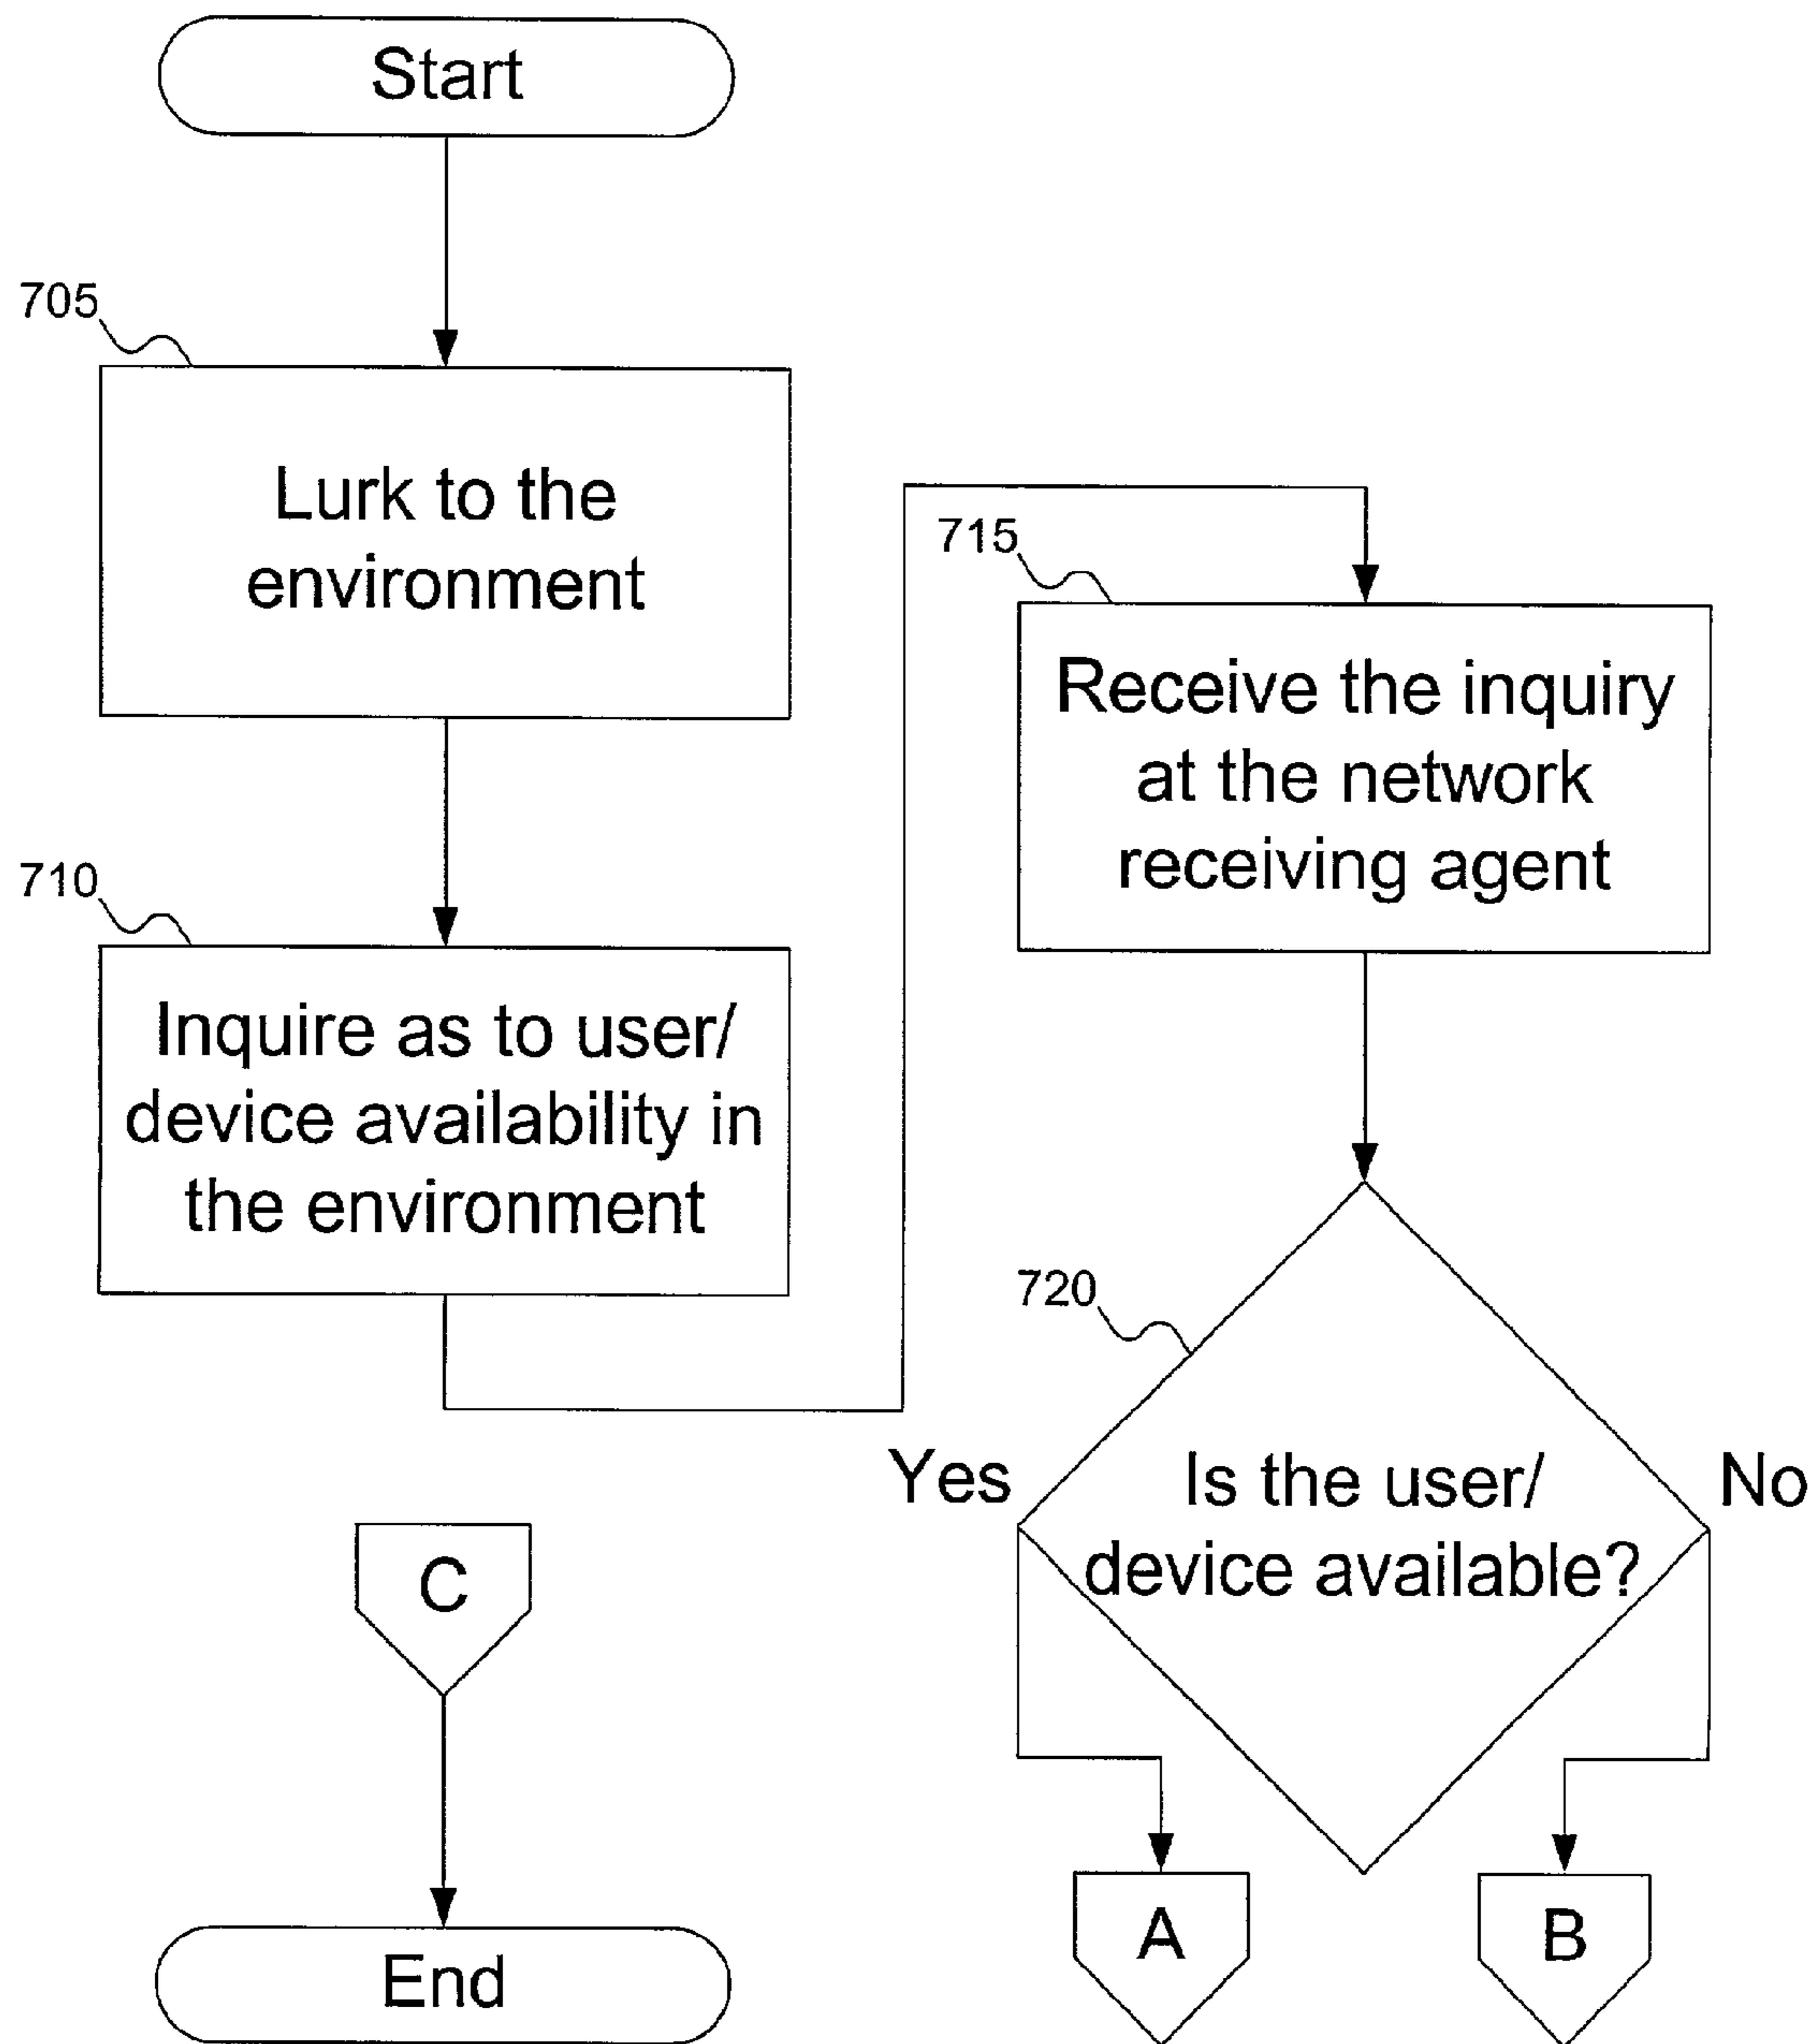 Start
705
Lurk to the
environment
710
Inquire as to user/
device availability in
the environment
715
Receive the inquiry
at the network
receiving agent
720
Yes
Is the user/
device available?
No
A
B
C
End